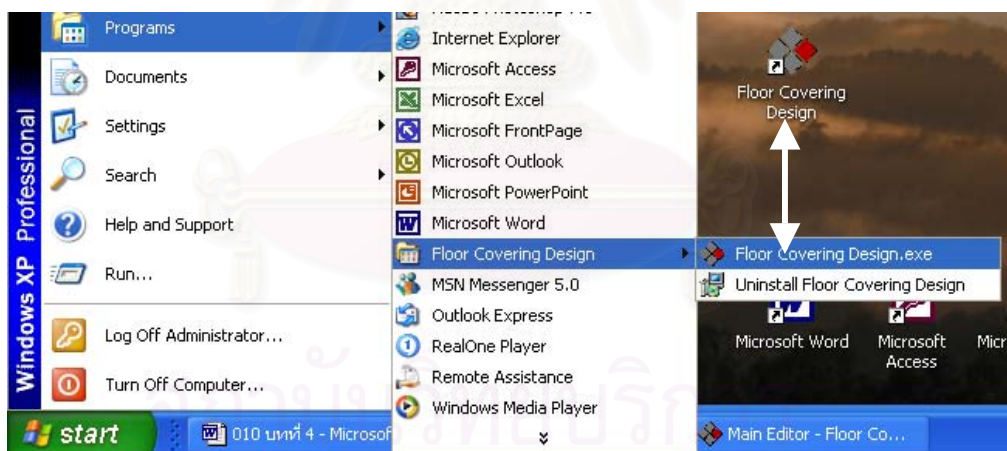 Windows XP Professional
Programs
Documents
Settings
Search
Help and Support
Run...
Log Off Administrator...
Turn Off Computer...
Internet Explorer
Microsoft Access
Microsoft Excel
Microsoft FrontPage
Microsoft Outlook
Microsoft PowerPoint
Microsoft Word
Floor Covering Design
MSN Messenger 5.0
Outlook Express
RealOne Player
Remote Assistance
Windows Media Player
Floor Covering
Design
Floor Covering Design.exe
Uninstall Floor Covering Design
Microsoft Word
Microsoft
Access
Micr
start
010 บทที่ 4 - Microsof
Main Editor - Floor Co...